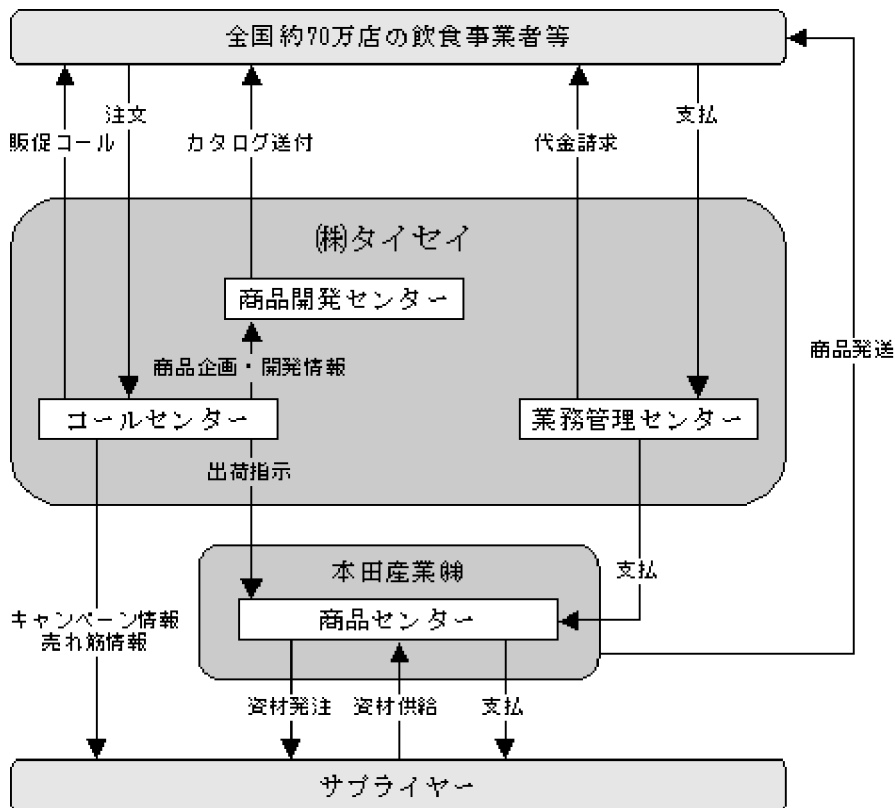 全国約70万店の飲食事業者等
注文
支払
販促コール
カタログ送付
代金請求
㈱タイセイ
商品開発センター
商品発送
商品企画・開発情報
コールセンター
業務管理センター
出荷指示
本田産業㈱
支払
商品センター
キャンペーン情報
売れ筋情報
資材発注
資材供給
支払
サプライヤー